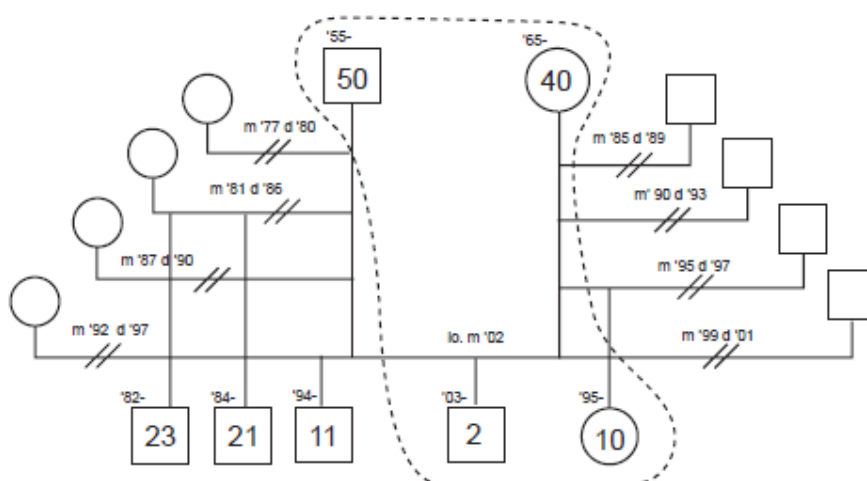 '55-
'65-
50
40
m '77 d '80
m '85 d '89
m '81 d '86
m' 90 d '93
m '87 d '90
m '95 d '97
m '92 d '97
lo. m '02
m '99 d '01
'82-
'84-
'94-
'03-
'95-
23
21
11
2
10